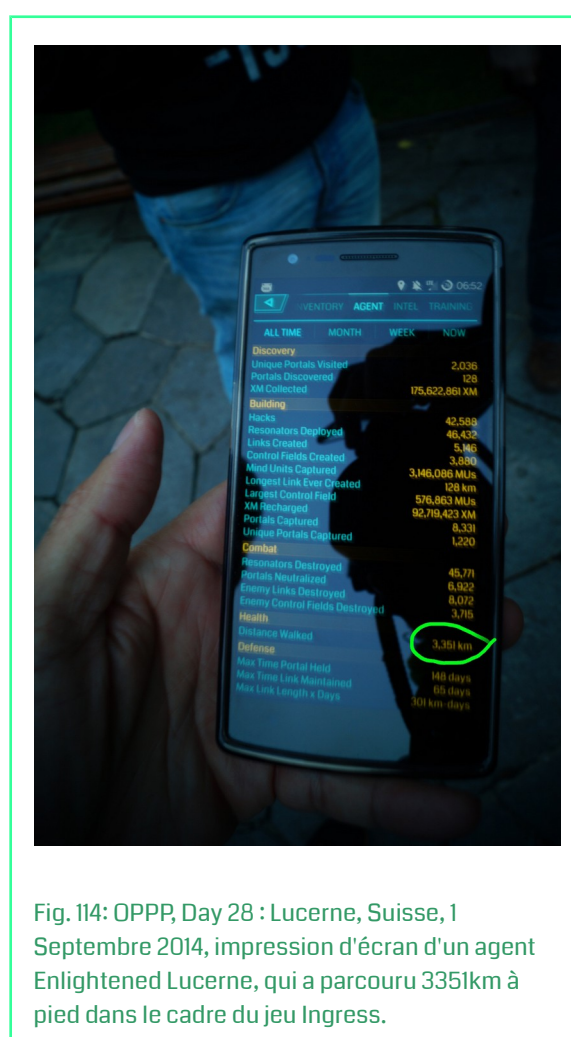 06:52
VENTORY AGENT INTEL TRAINING
ALL TIME MONTH WEEK NOW
Discovery
Unique Portals Visited 2,036
Portals Discovered 128
XM Collected 175,622,861 XM
Building
Hacks 42,588
Resonators Deployed 46,432
Links Created 5,146
Control Fields Created 3,880
Mind Units Captured 3,146,086 MUs
Longest Link Ever Created 128 km
Largest Control Field 576,863 MUs
XM Recharged 92,719,423 XM
Portals Captured 8,331
Unique Portals Captured 1,220
Combat
Resonators Destroyed 45,771
Portals Neutralized 6,922
Enemy Links Destroyed 8,072
Enemy Control Fields Destroyed 3,715
Health
Distance Walked 3,351 km
Defense
Max Time Portal Held 148 days
Max Time Link Maintained 65 days
Max Link Length x Days 301 km-days
Fig. 114: OPPP, Day 28 : Lucerne, Suisse, 1
Septembre 2014, impression d'écran d'un agent
Enlightened Lucerne, qui a parcouru 3351km à
pied dans le cadre du jeu Ingress.